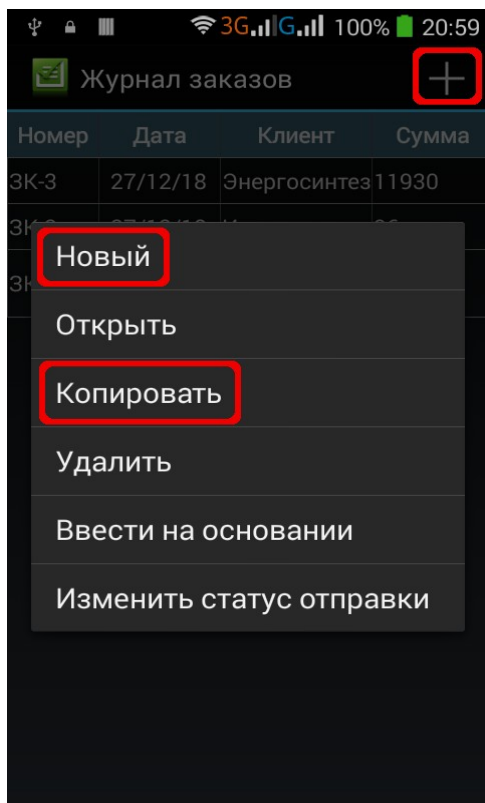 3G G 100% 20:59
Журнал заказов
Номер Дата Клиент Сумма
ЗК-3 27/12/18 Энергосинтез 11930
Новый
Открыть
Копировать
Удалить
Ввести на основании
Изменить статус отправки